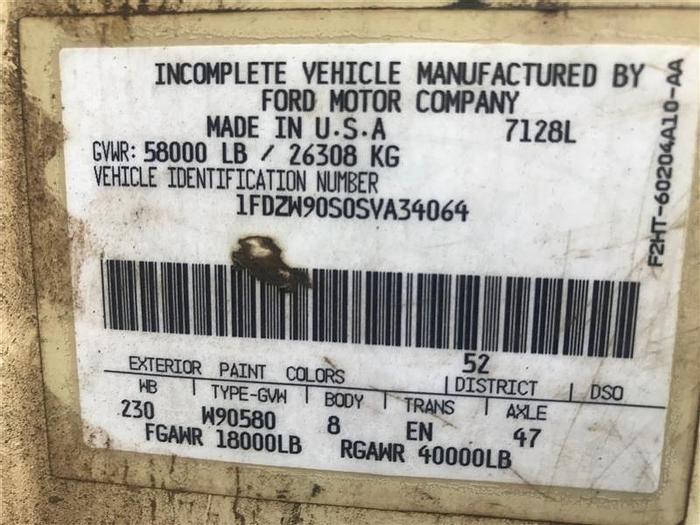 INCOMPLETE VEHICLE MANUFACTURED BY
FORD MOTOR COMPANY
MADE IN U.S.A 7128L
GVWR: 58000 LB / 26308 KG
VEHICLE IDENTIFICATION NUMBER
1FDZW90S0SVA34064
F2HT-60204A10-AA
52
EXTERIOR PAINT COLORS DISTRICT DSO
WB TYPE-GVW BODY TRANS AXLE
230 W90580 8 EN 47
FGAWR 18000LB RGAWR 40000LB